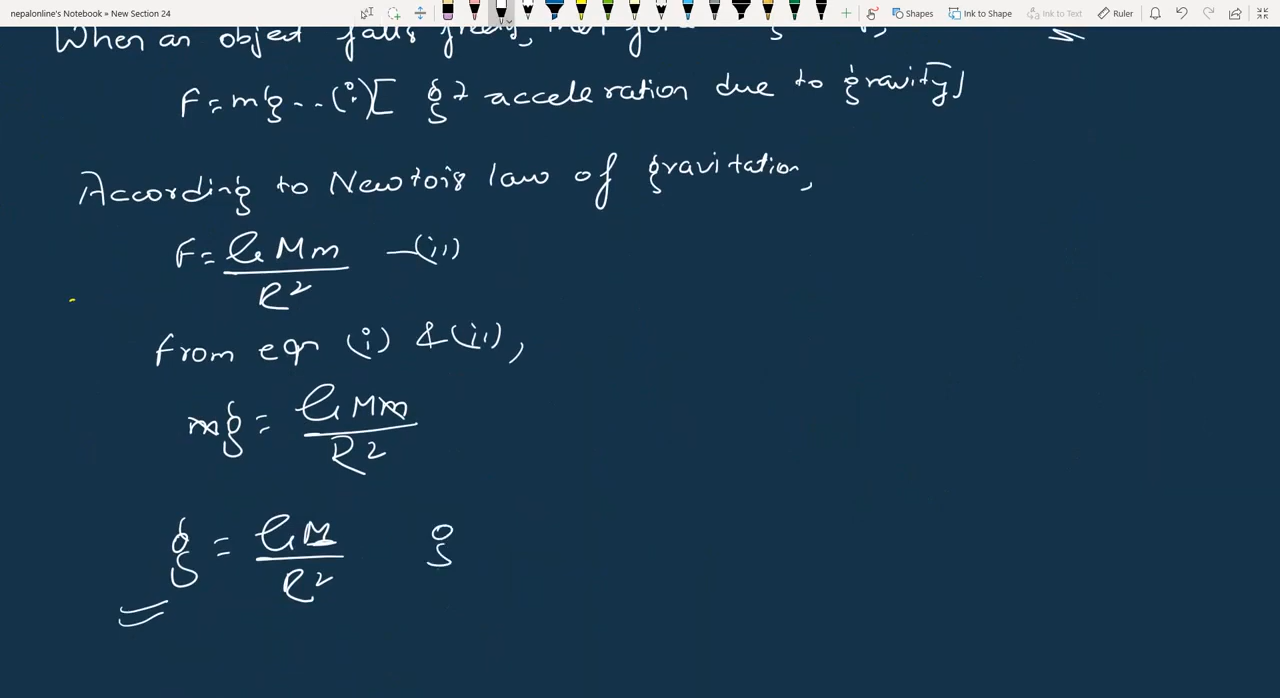 nepalonline's Notebook » New Section 24
Shapes Ink to Shape Ink to Text Ruler
When an object falls
F = mg -- (i) [ g → acceleration due to gravity]
According to Newton's law of gravitation,
F = GMm/R² —(ii)
from eqn (i) & (ii),
mg = GMm/R²
g = GM/R² g